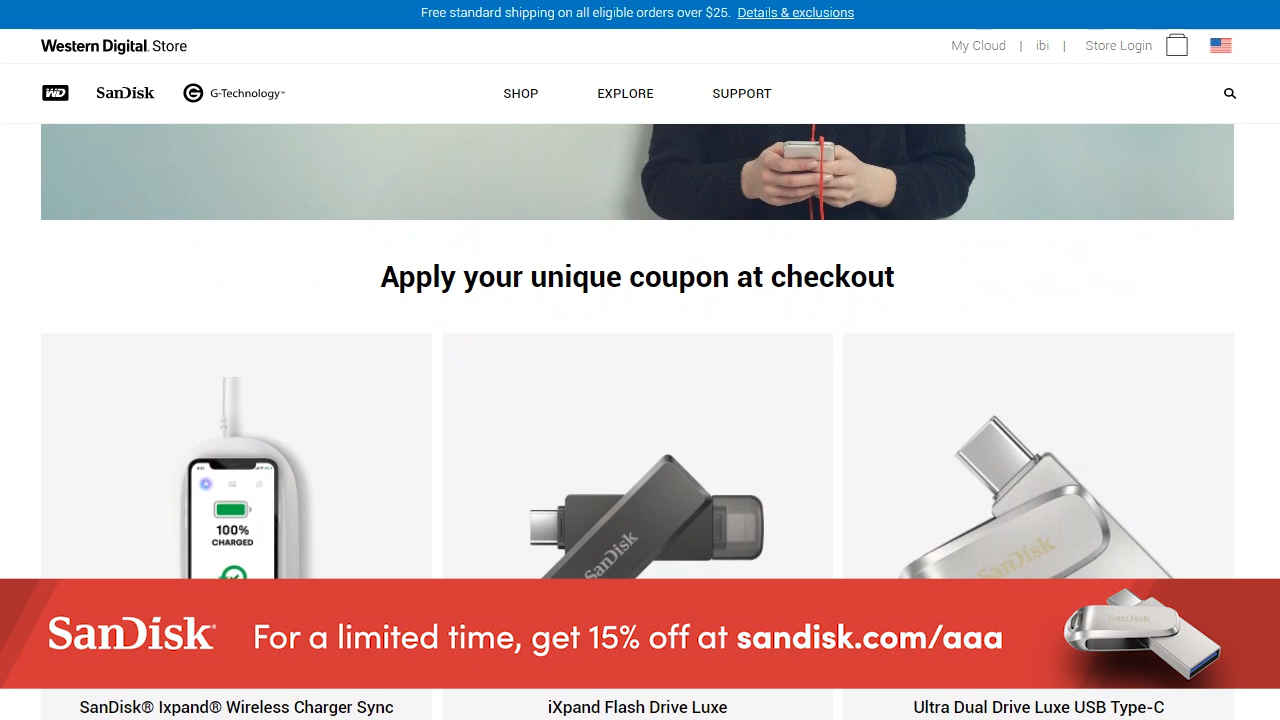 Free standard shipping on all eligible orders over $25. Details & exclusions
Western Digital. Store
My Cloud | ibi | Store Login
WD SanDisk G-Technology™
SHOP EXPLORE SUPPORT
Apply your unique coupon at checkout
100%
CHARGED
SanDisk
SanDisk
SanDisk® For a limited time, get 15% off at sandisk.com/aaa
SanDisk
SanDisk® Ixpand® Wireless Charger Sync
iXpand Flash Drive Luxe
Ultra Dual Drive Luxe USB Type-C